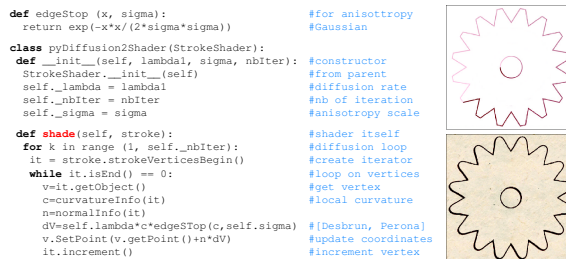 def edgeStop (x, sigma): #for anisottropy
return exp(-x*x/(2*sigma*sigma)) #Gaussian
class pyDiffusion2Shader(StrokeShader):
def __init__(self, lambda1, sigma, nbIter): #constructor
StrokeShader.__init__(self) #from parent
self._lambda = lambda1 #diffusion rate
self._nbIter = nbIter #nb of iteration
self._sigma = sigma #anisotropy scale
def shade(self, stroke): #shader itself
for k in range (1, self._nbIter): #diffusion loop
it = stroke.strokeVerticesBegin() #create iterator
while it.isEnd() == 0: #loop on vertices
v=it.getObject() #get vertex
c=curvatureInfo(it) #local curvature
n=normalInfo(it)
dV=self.lambda*c*edgeSTop(c,self.sigma) #[Desbrun, Perona]
v.SetPoint(v.getPoint()+n*dV) #update coordinates
it.increment() #increment vertex